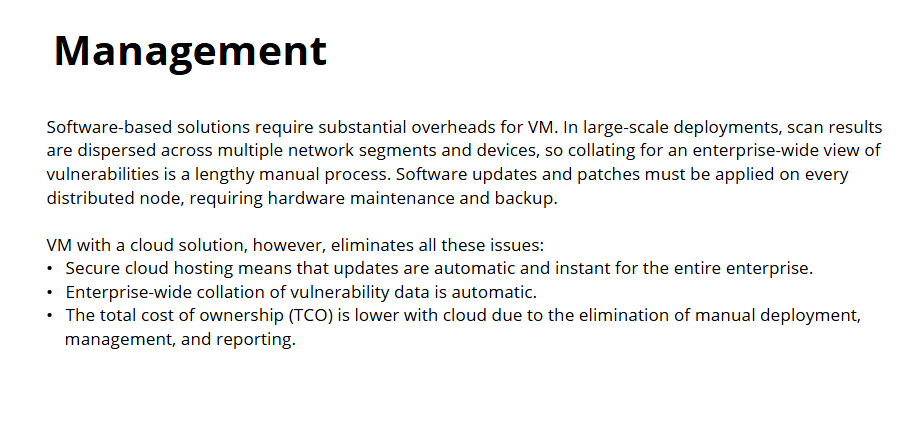 Management
Software-based solutions require substantial overheads for VM. In large-scale deployments, scan results
are dispersed across multiple network segments and devices, so collating for an enterprise-wide view of
vulnerabilities is a lengthy manual process. Software updates and patches must be applied on every
distributed node, requiring hardware maintenance and backup.
VM with a cloud solution, however, eliminates all these issues:
• Secure cloud hosting means that updates are automatic and instant for the entire enterprise.
• Enterprise-wide collation of vulnerability data is automatic.
• The total cost of ownership (TCO) is lower with cloud due to the elimination of manual deployment,
management, and reporting.